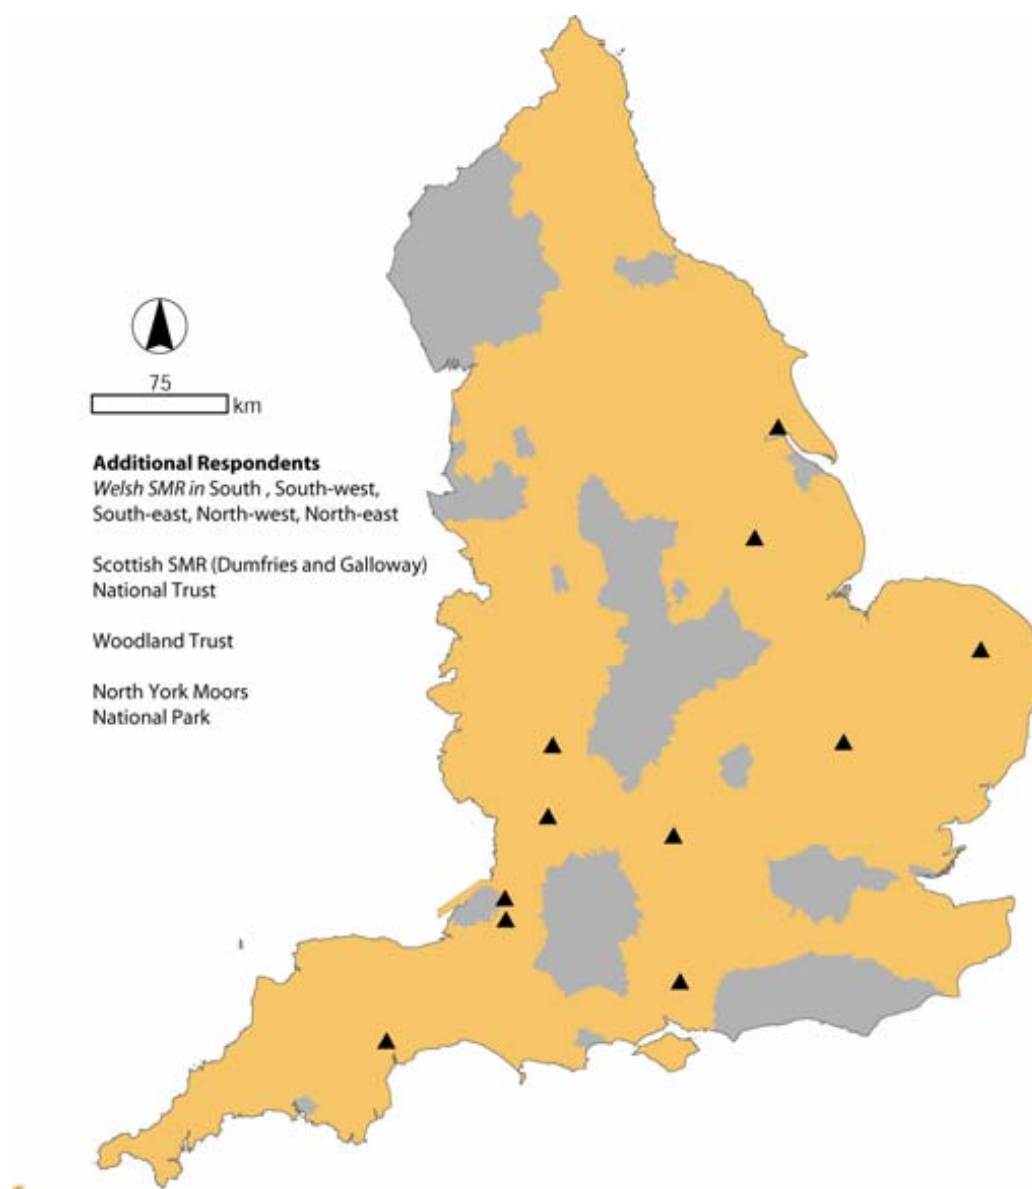 75
km
Additional Respondents
Welsh SMR in South , South-west,
South-east, North-west, North-east
Scottish SMR (Dumfries and Galloway)
National Trust
Woodland Trust
North York Moors
National Park